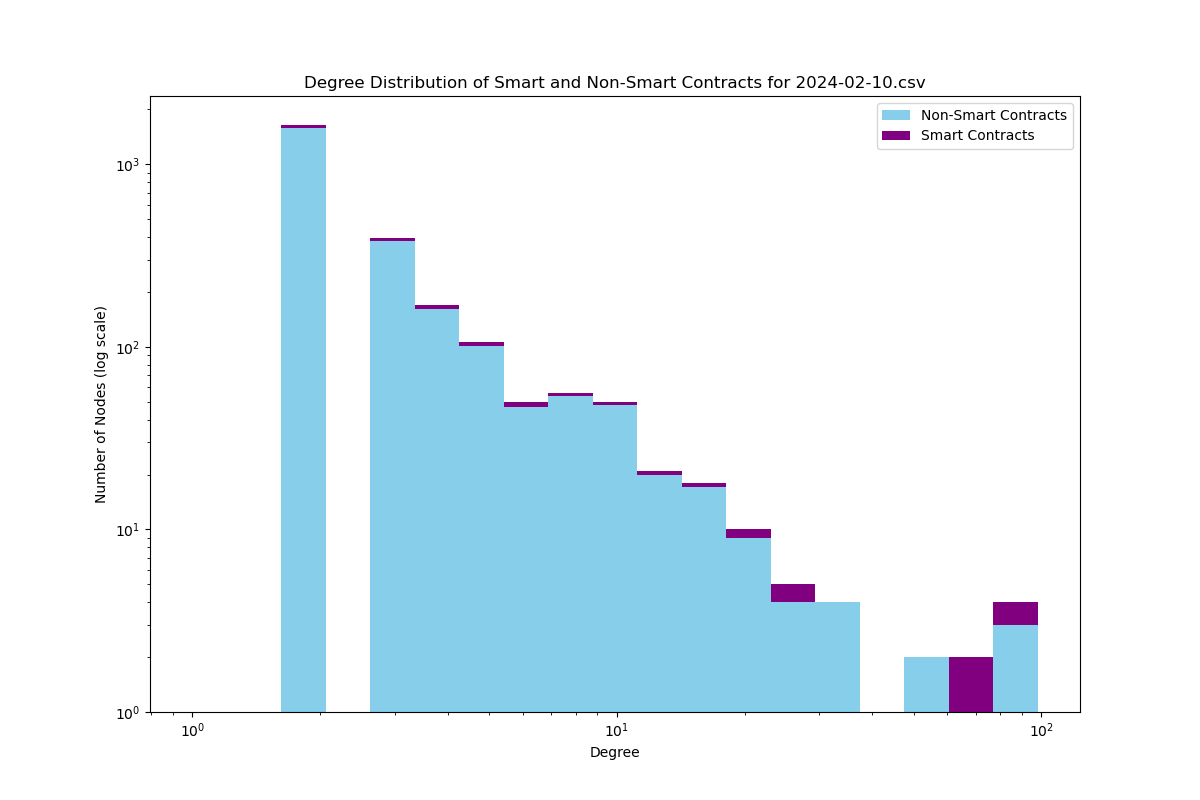 Degree Distribution of Smart and Non-Smart Contracts for 2024-02-10.csv
Non-Smart Contracts
Smart Contracts
Number of Nodes (log scale)
10³
10²
10¹
10⁰
10⁰ 10¹ 10²
Degree